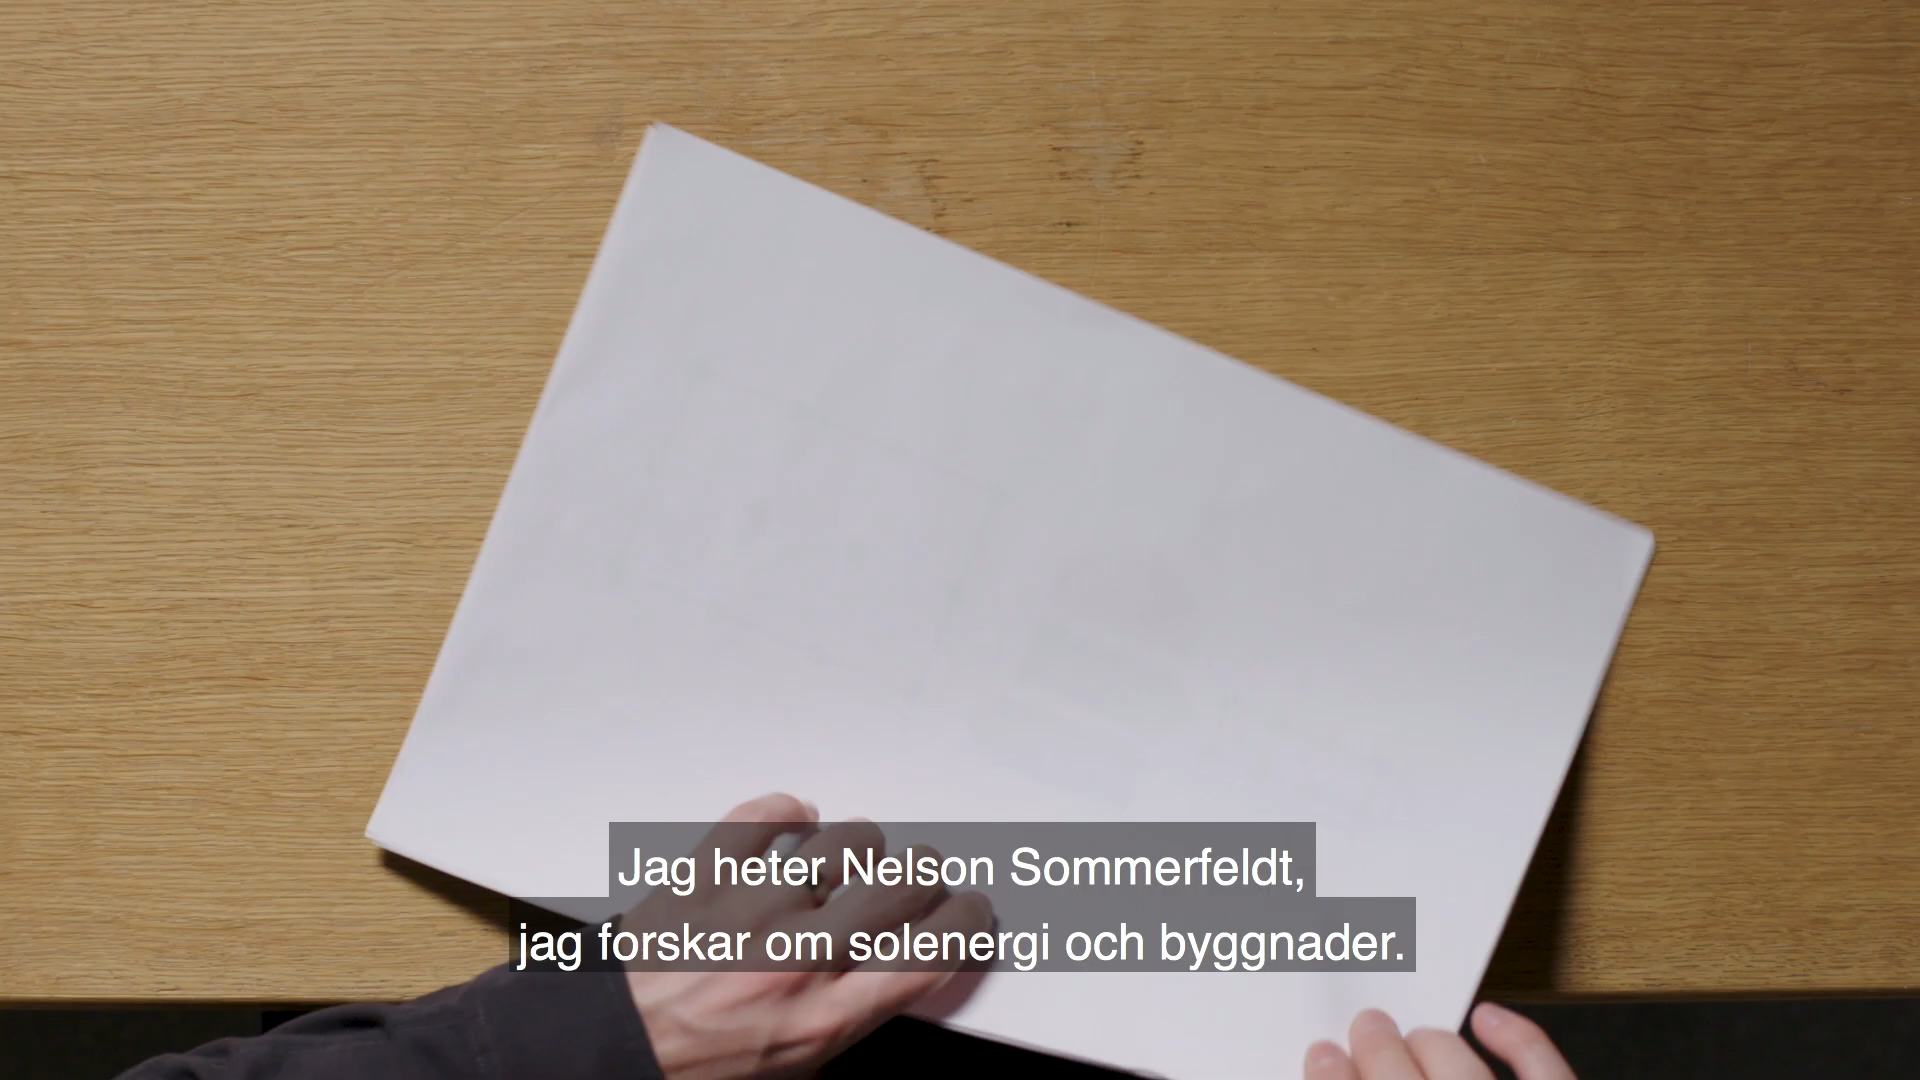 Jag heter Nelson Sommerfeldt,
jag forskar om solenergi och byggnader.